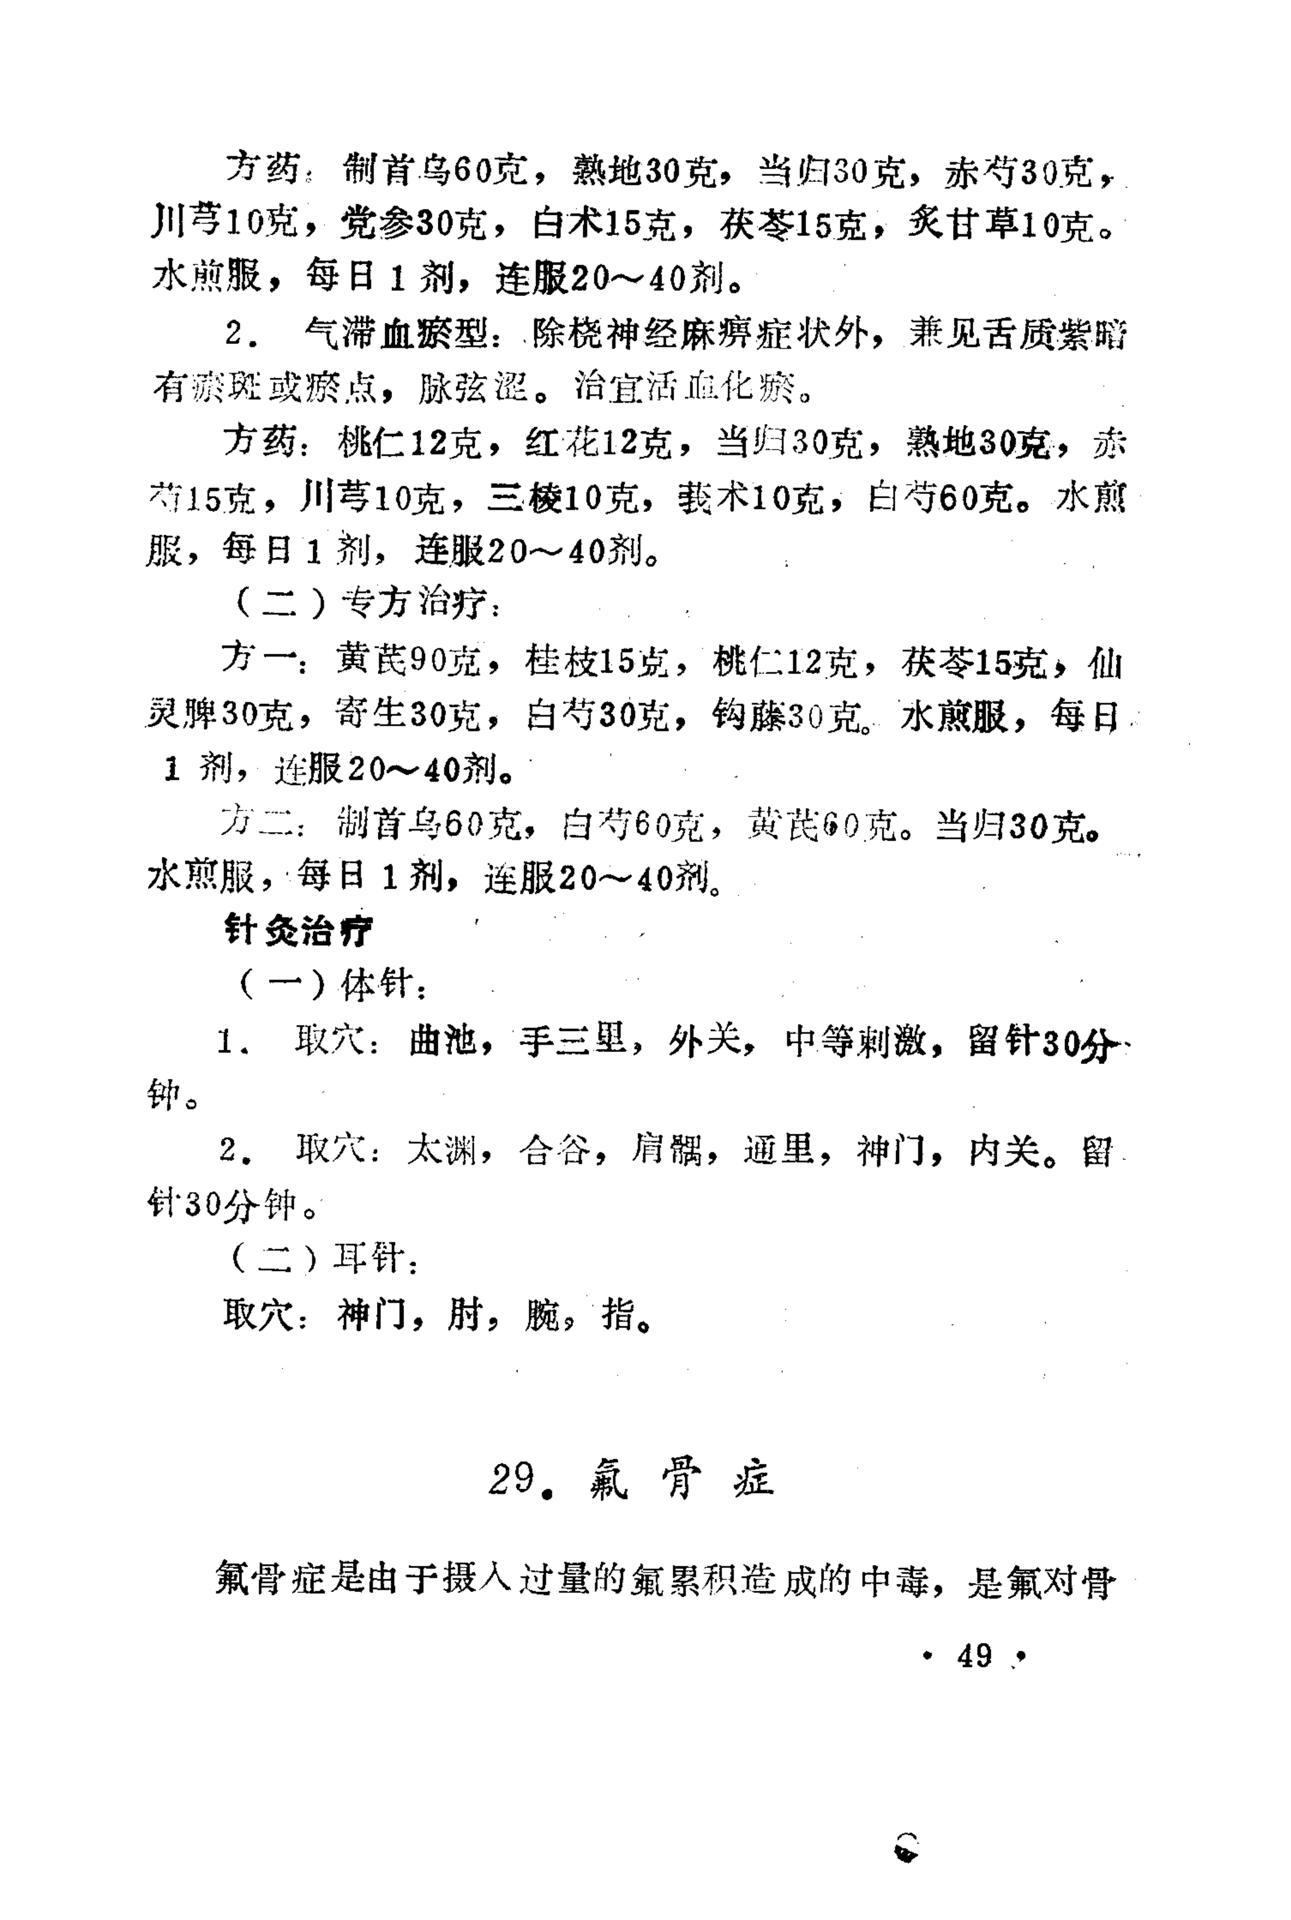 方药：制首乌60克，熟地30克，当归30克，赤芍30克，
川芎10克，党参30克，白术15克，茯苓15克，炙甘草10克。
水煎服，每日1剂，连服20～40剂。
2．气滞血瘀型：除桡神经麻痹症状外，兼见舌质紫暗
有瘀斑或瘀点，脉弦涩。治宜活血化瘀。
方药：桃仁12克，红花12克，当归30克，熟地30克，赤
芍15克，川芎10克，三棱10克，莪术10克，白芍60克。水煎
服，每日1剂，连服20～40剂。
（二）专方治疗：
方一：黄芪90克，桂枝15克，桃仁12克，茯苓15克，仙
灵脾30克，寄生30克，白芍30克，钩藤30克。水煎服，每日
1剂，连服20～40剂。
方二：制首乌60克，白芍60克，黄芪60克。当归30克。
水煎服，每日1剂，连服20～40剂。
针灸治疗
（一）体针：
1．取穴：曲池，手三里，外关，中等刺激，留针30分
钟。
2．取穴：太渊，合谷，肩髃，通里，神门，内关。留
针30分钟。
（二）耳针：
取穴：神门，肘，腕，指。
29．氟骨症
氟骨症是由于摄入过量的氟累积造成的中毒，是氟对骨
· 49 ·